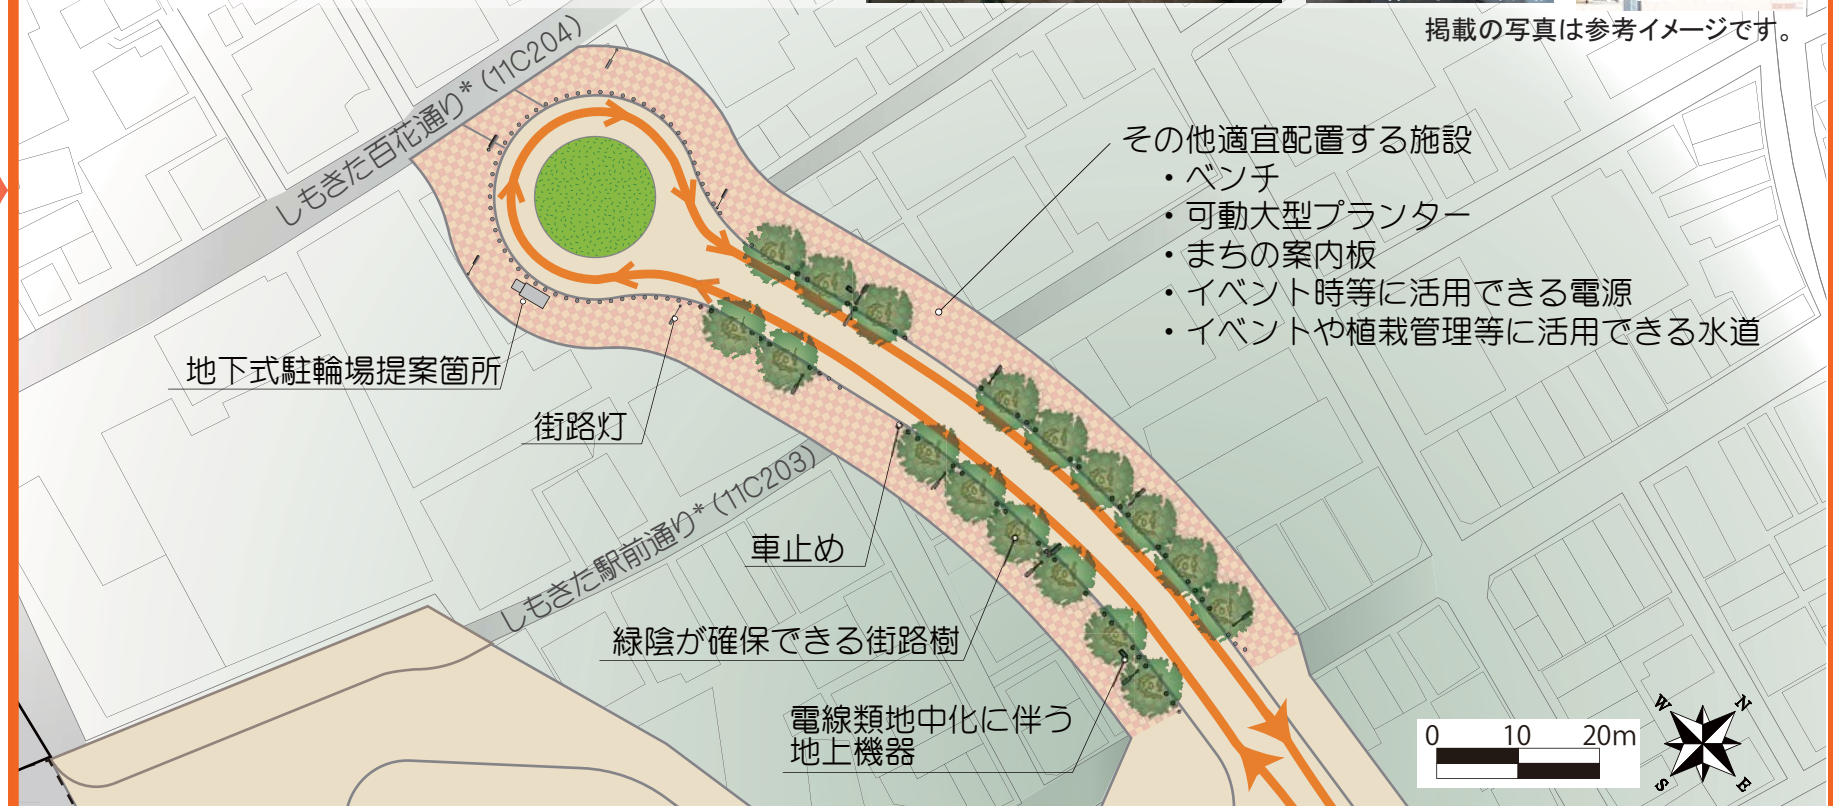 掲載の写真は参考イメージです。
しもきた百花通り* (11C204)
その他適宜配置する施設
・ベンチ
・可動大型プランター
・まちの案内板
・イベント時等に活用できる電源
・イベントや植栽管理等に活用できる水道
地下式駐輪場提案箇所
街路灯
しもきた駅前通り* (11C203)
車止め
緑陰が確保できる街路樹
電線類地中化に伴う
地上機器
0 10 20m
W N
S E